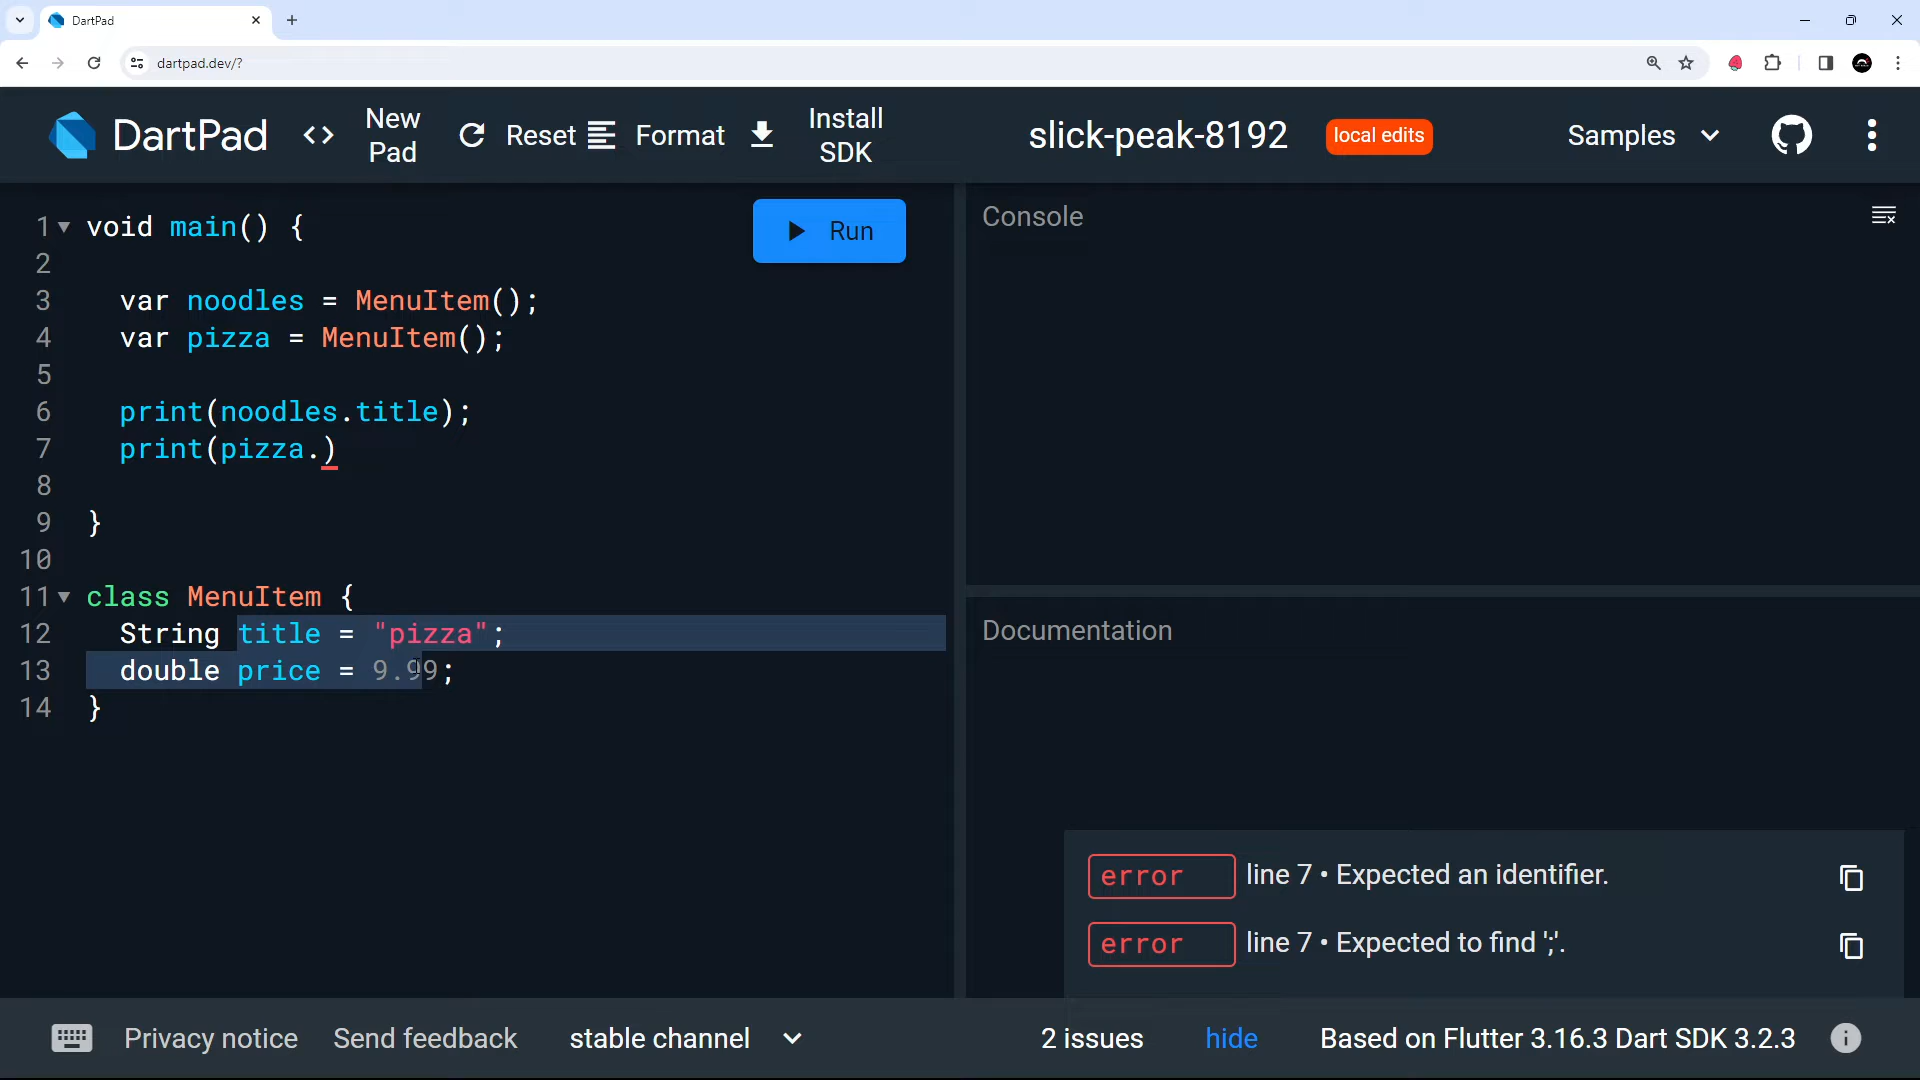 DartPad
dartpad.dev/?
DartPad
<> New Pad
Reset
Format
Install SDK
slick-peak-8192
local edits
Samples
1 void main() {
2
3 var noodles = MenuItem();
4 var pizza = MenuItem();
5
6 print(noodles.title);
7 print(pizza.)
8
9 }
10
11 class MenuItem {
12 String title = "pizza";
13 double price = 9.99;
14 }
Run
Console
Documentation
error line 7 • Expected an identifier.
error line 7 • Expected to find ';'.
Privacy notice
Send feedback
stable channel
2 issues
hide
Based on Flutter 3.16.3 Dart SDK 3.2.3